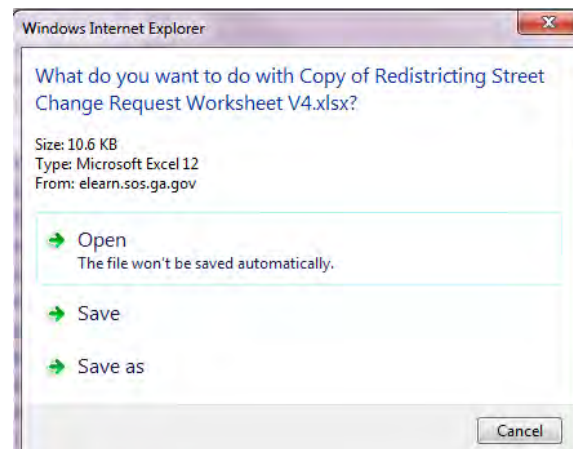 Windows Internet Explorer
What do you want to do with Copy of Redistricting Street
Change Request Worksheet V4.xlsx?
Size: 10.6 KB
Type: Microsoft Excel 12
From: elearn.sos.ga.gov
Open
The file won't be saved automatically.
Save
Save as
Cancel